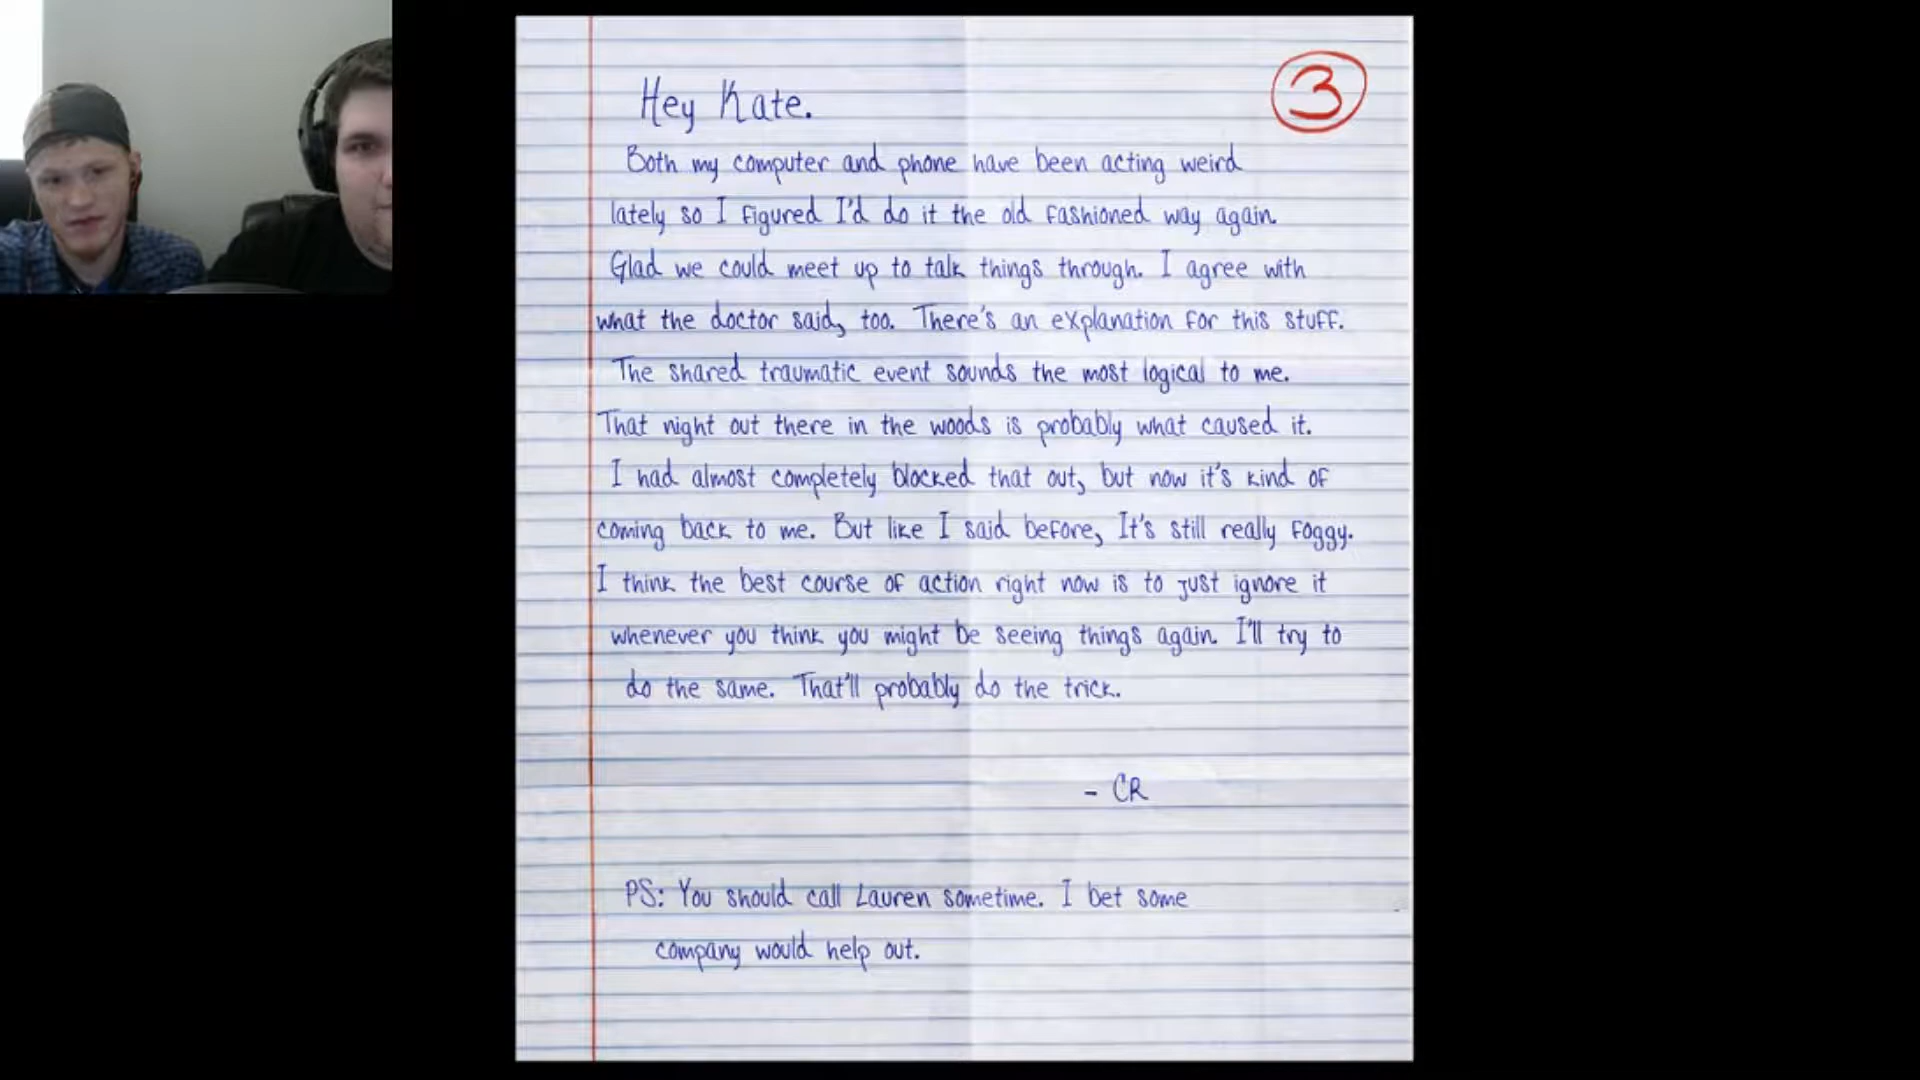 3
Hey Kate.
Both my computer and phone have been acting weird
lately so I figured I'd do it the old fashioned way again.
Glad we could meet up to talk things through. I agree with
what the doctor said, too. There's an explanation for this stuff.
The shared traumatic event sounds the most logical to me.
That night out there in the woods is probably what caused it.
I had almost completely blocked that out, but now it's kind of
coming back to me. But like I said before, It's still really foggy.
I think the best course of action right now is to just ignore it
whenever you think you might be seeing things again. I'll try to
do the same. That'll probably do the trick.
- CR
PS: You should call Lauren sometime. I bet some
company would help out.